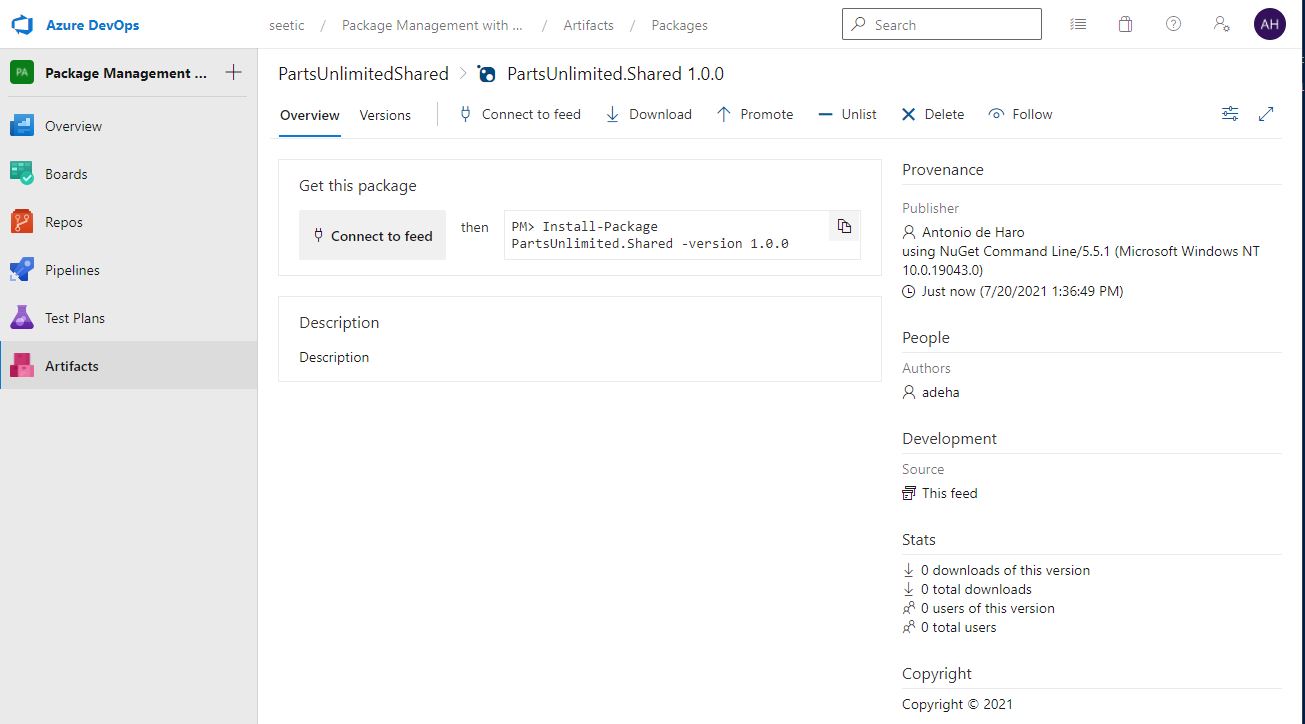 Azure DevOps
seetic / Package Management with ... / Artifacts / Packages
Search
AH
PA
Package Management ...
Overview
Boards
Repos
Pipelines
Test Plans
Artifacts
PartsUnlimitedShared > PartsUnlimited.Shared 1.0.0
Overview Versions Connect to feed Download Promote Unlist Delete Follow
Get this package
Connect to feed
then
PM> Install-Package
PartsUnlimited.Shared -version 1.0.0
Description
Description
Provenance
Publisher
Antonio de Haro
using NuGet Command Line/5.5.1 (Microsoft Windows NT
10.0.19043.0)
Just now (7/20/2021 1:36:49 PM)
People
Authors
adeha
Development
Source
This feed
Stats
0 downloads of this version
0 total downloads
0 users of this version
0 total users
Copyright
Copyright © 2021